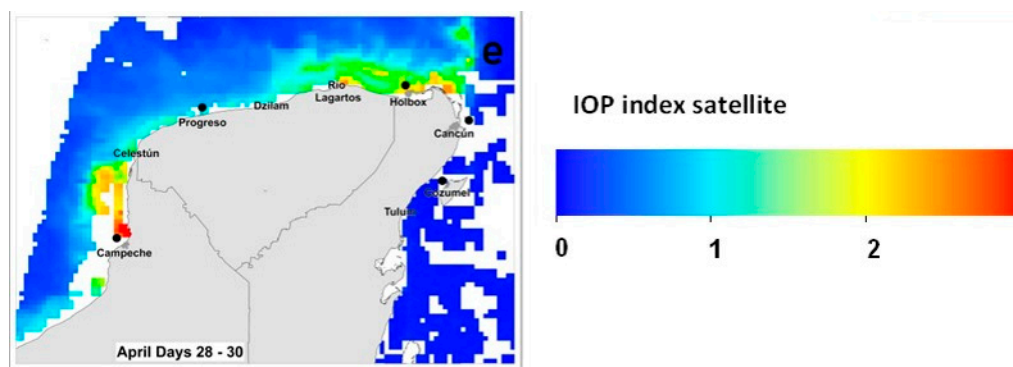 e
Rio
Lagartos
Holbox
Dzilam
Progreso
Cancún
Celestún
Cozumel
Tulum
Campeche
April Days 28 - 30
IOP index satellite
0 1 2